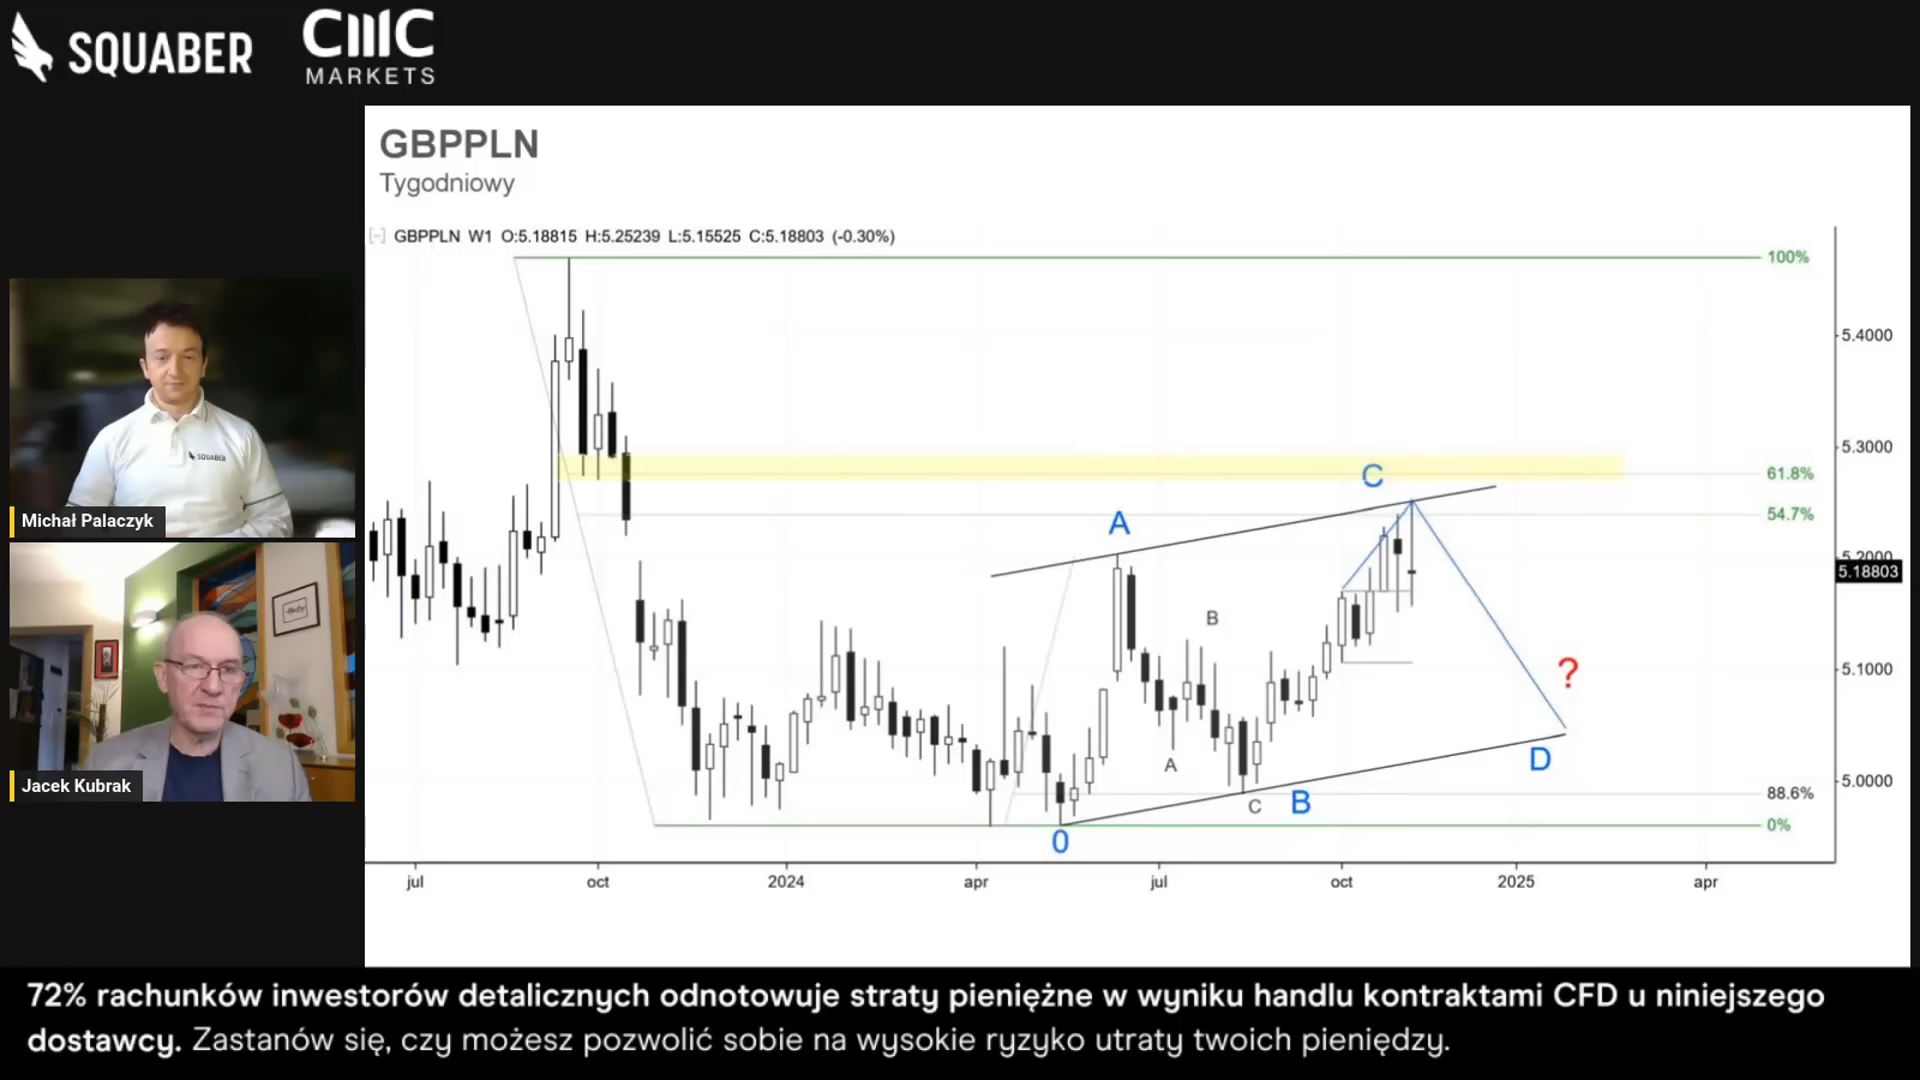 SQUABER
CMC
MARKETS
GBPPLN
Tygodniowy
GBPPLN W1 O:5.18815 H:5.25239 L:5.15525 C:5.18803 (-0.30%)
100%
5.4000
5.3000
61.8%
C
54.7%
A
5.2000
5.18803
B
?
5.1000
A
D
5.0000
88.6%
C
B
0%
0
jul
oct
2024
apr
jul
oct
2025
apr
SQUABER
Michał Palaczyk
Jacek Kubrak
72% rachunków inwestorów detalicznych odnotowuje straty pieniężne w wyniku handlu kontraktami CFD u niniejszego
dostawcy. Zastanów się, czy możesz pozwolić sobie na wysokie ryzyko utraty twoich pieniędzy.